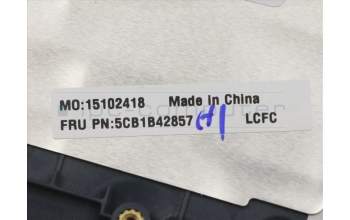 MO:15102418 Made in China
FRU PN:5CB1B42857 H LCFC